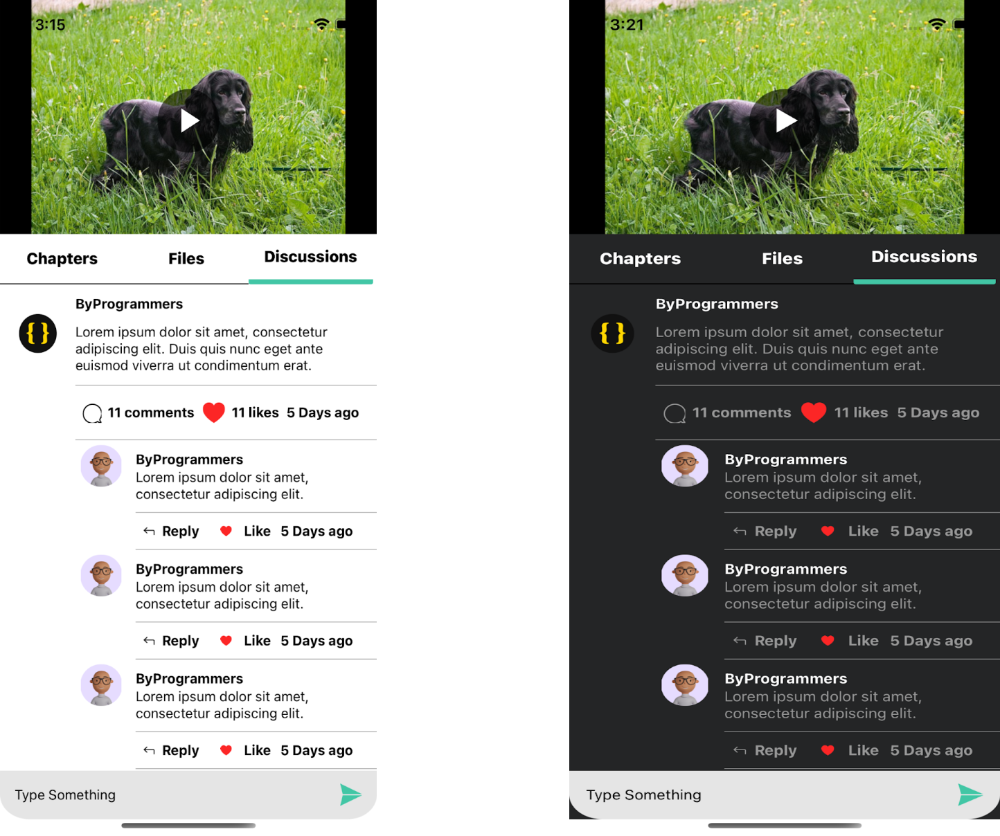 3:15
Chapters Files Discussions
ByProgrammers
{ }
Lorem ipsum dolor sit amet, consectetur
adipiscing elit. Duis quis nunc eget ante
euismod viverra ut condimentum erat.
11 comments 11 likes 5 Days ago
ByProgrammers
Lorem ipsum dolor sit amet,
consectetur adipiscing elit.
Reply Like 5 Days ago
ByProgrammers
Lorem ipsum dolor sit amet,
consectetur adipiscing elit.
Reply Like 5 Days ago
ByProgrammers
Lorem ipsum dolor sit amet,
consectetur adipiscing elit.
Reply Like 5 Days ago
Type Something
3:21
Chapters Files Discussions
ByProgrammers
{ }
Lorem ipsum dolor sit amet, consectetur
adipiscing elit. Duis quis nunc eget ante
euismod viverra ut condimentum erat.
11 comments 11 likes 5 Days ago
ByProgrammers
Lorem ipsum dolor sit amet,
consectetur adipiscing elit.
Reply Like 5 Days ago
ByProgrammers
Lorem ipsum dolor sit amet,
consectetur adipiscing elit.
Reply Like 5 Days ago
ByProgrammers
Lorem ipsum dolor sit amet,
consectetur adipiscing elit.
Reply Like 5 Days ago
Type Something